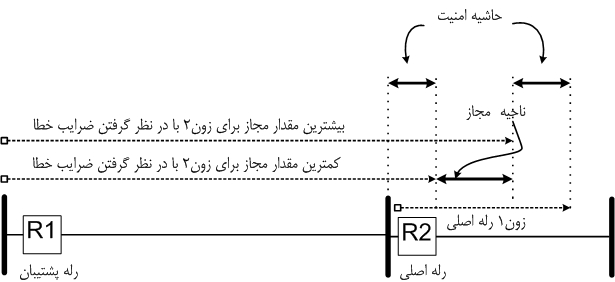 حاشیه امنیت
ناحیه مجاز
بیشترین مقدار مجاز برای زون۲ با در نظر گرفتن ضرایب خطا
کمترین مقدار مجاز برای زون۲ با در نظر گرفتن ضرایب خطا
زون۱ رله اصلی
R1
R2
رله پشتیبان
رله اصلی